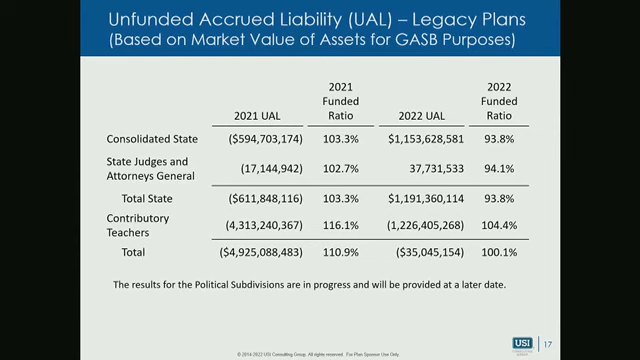 Unfunded Accrued Liability (UAL) – Legacy Plans
(Based on Market Value of Assets for GASB Purposes)
2021 UAL 2021 Funded Ratio 2022 UAL 2022 Funded Ratio
Consolidated State ($594,703,174) 103.3% $1,153,628,581 93.8%
State Judges and Attorneys General (17,144,942) 102.7% 37,731,533 94.1%
Total State ($611,848,116) 103.3% $1,191,360,114 93.8%
Contributory Teachers (4,313,240,367) 116.1% (1,226,405,268) 104.4%
Total ($4,925,088,483) 110.9% ($35,045,154) 100.1%
The results for the Political Subdivisions are in progress and will be provided at a later date.
USI
17
© 2014-2022 USI Consulting Group. All rights reserved. For Plan Sponsor Use Only.